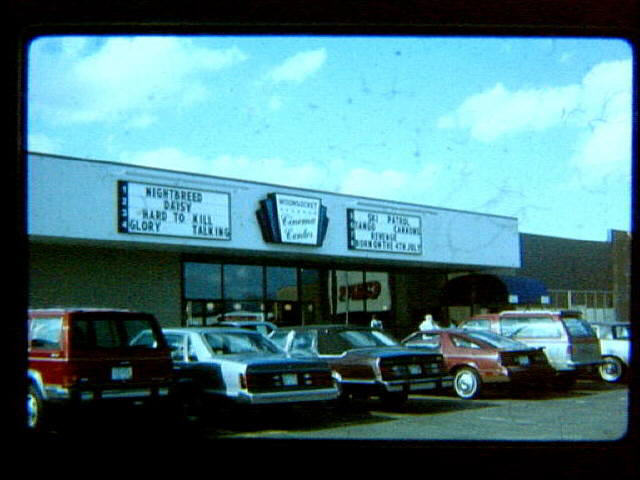 NIGHTBREED
DAISY
HARD TO KILL
GLORY TALKING
WOONSOCKET
Cinema
Center
SKI PATROL
TANGO CAMROWS
REVENGE
BORN ON THE 4TH JULY